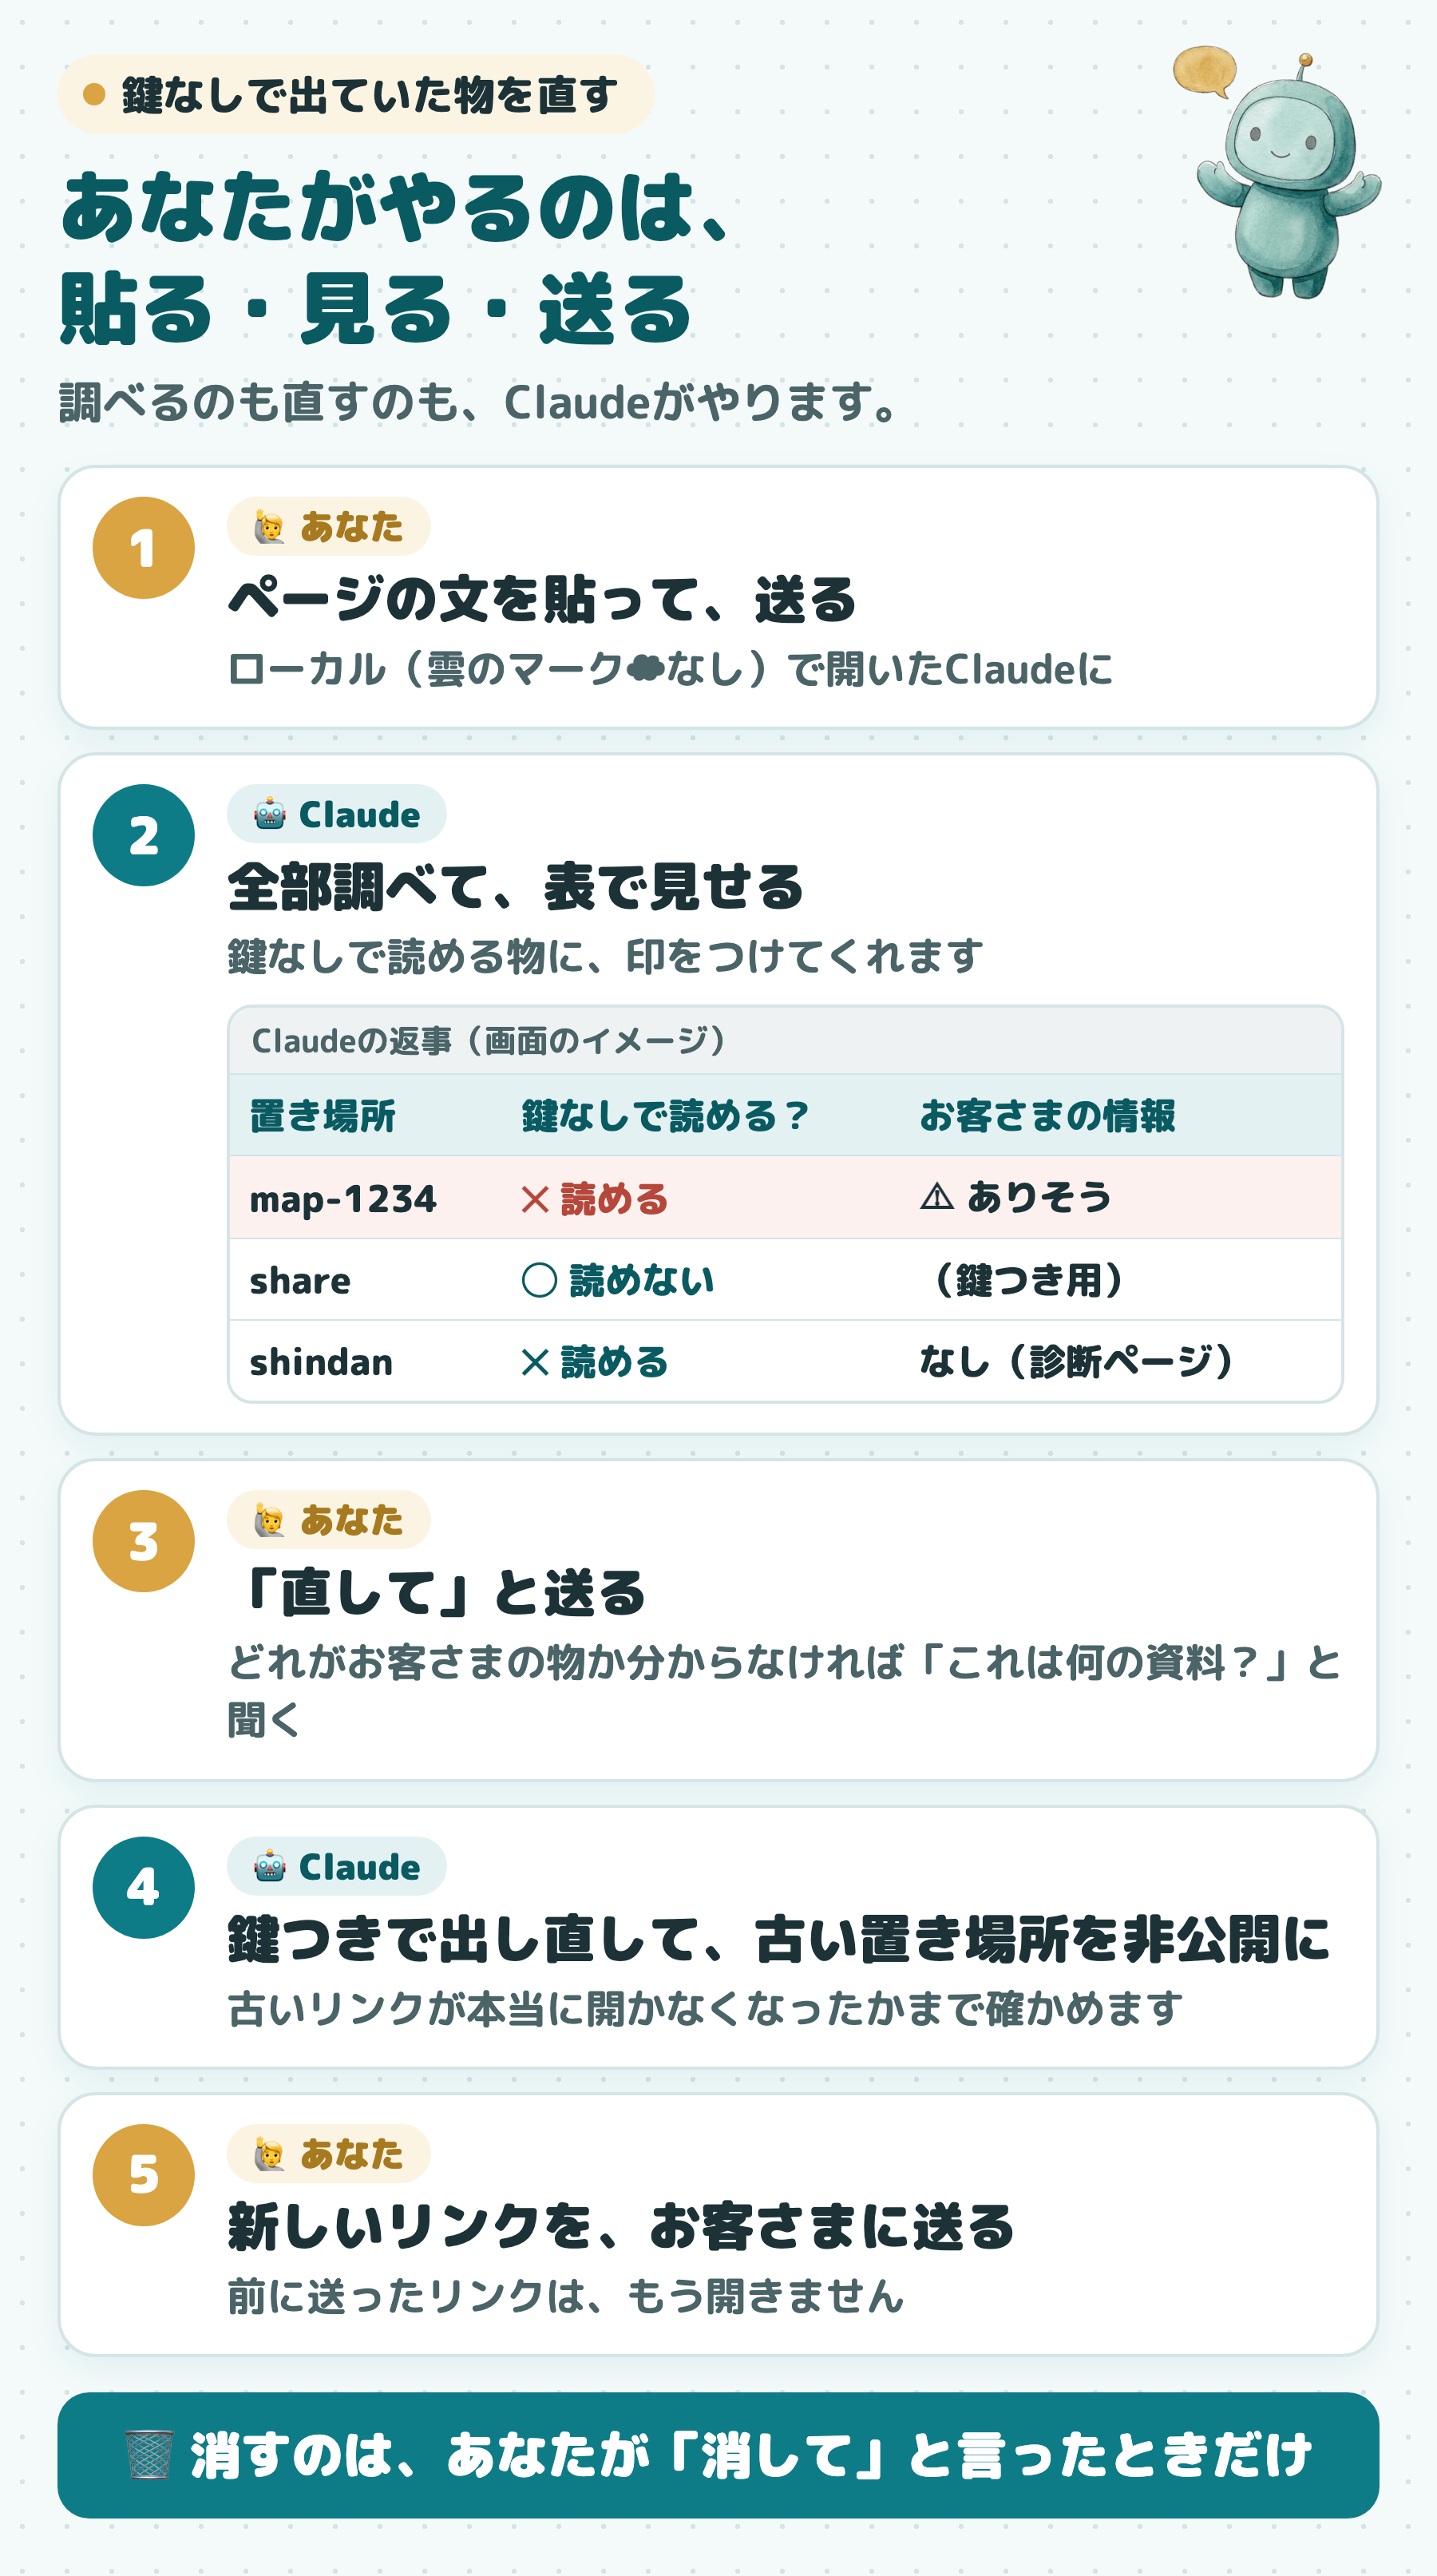 鍵なしで出ていた物を直す
あなたがやるのは、
貼る・見る・送る
調べるのも直すのも、Claudeがやります。
1
🙋 あなた
ページの文を貼って、送る
ローカル（雲のマーク☁なし）で開いたClaudeに
2
🤖 Claude
全部調べて、表で見せる
鍵なしで読める物に、印をつけてくれます
Claudeの返事（画面のイメージ）
置き場所 鍵なしで読める？ お客さまの情報
map-1234 ✕ 読める ⚠ ありそう
share ○ 読めない （鍵つき用）
shindan ✕ 読める なし（診断ページ）
3
🙋 あなた
「直して」と送る
どれがお客さまの物か分からなければ「これは何の資料？」と
聞く
4
🤖 Claude
鍵つきで出し直して、古い置き場所を非公開に
古いリンクが本当に開かなくなったかまで確かめます
5
🙋 あなた
新しいリンクを、お客さまに送る
前に送ったリンクは、もう開きません
🗑 消すのは、あなたが「消して」と言ったときだけ